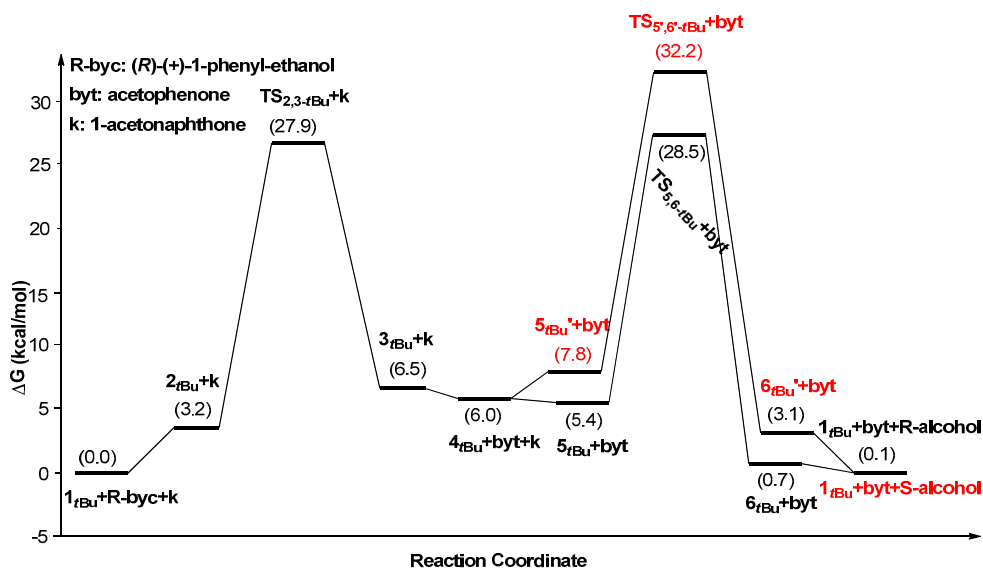 R-byc: (R)-(+)-1-phenyl-ethanol
byt: acetophenone
k: 1-acetonaphthone
TS2,3-tBu+k
(27.9)
TS5',6'-tBu+byt
(32.2)
(28.5)
TS5,6-tBu+byt
30
25
20
15
10
5
0
-5
ΔG (kcal/mol)
(0.0)
1tBu+R-byc+k
2tBu+k
(3.2)
3tBu+k
(6.5)
(6.0)
4tBu+byt+k
5tBu'+byt
(7.8)
(5.4)
5tBu+byt
6tBu'+byt
(3.1)
(0.7)
6tBu+byt
1tBu+byt+R-alcohol
(0.1)
1tBu+byt+S-alcohol
Reaction Coordinate